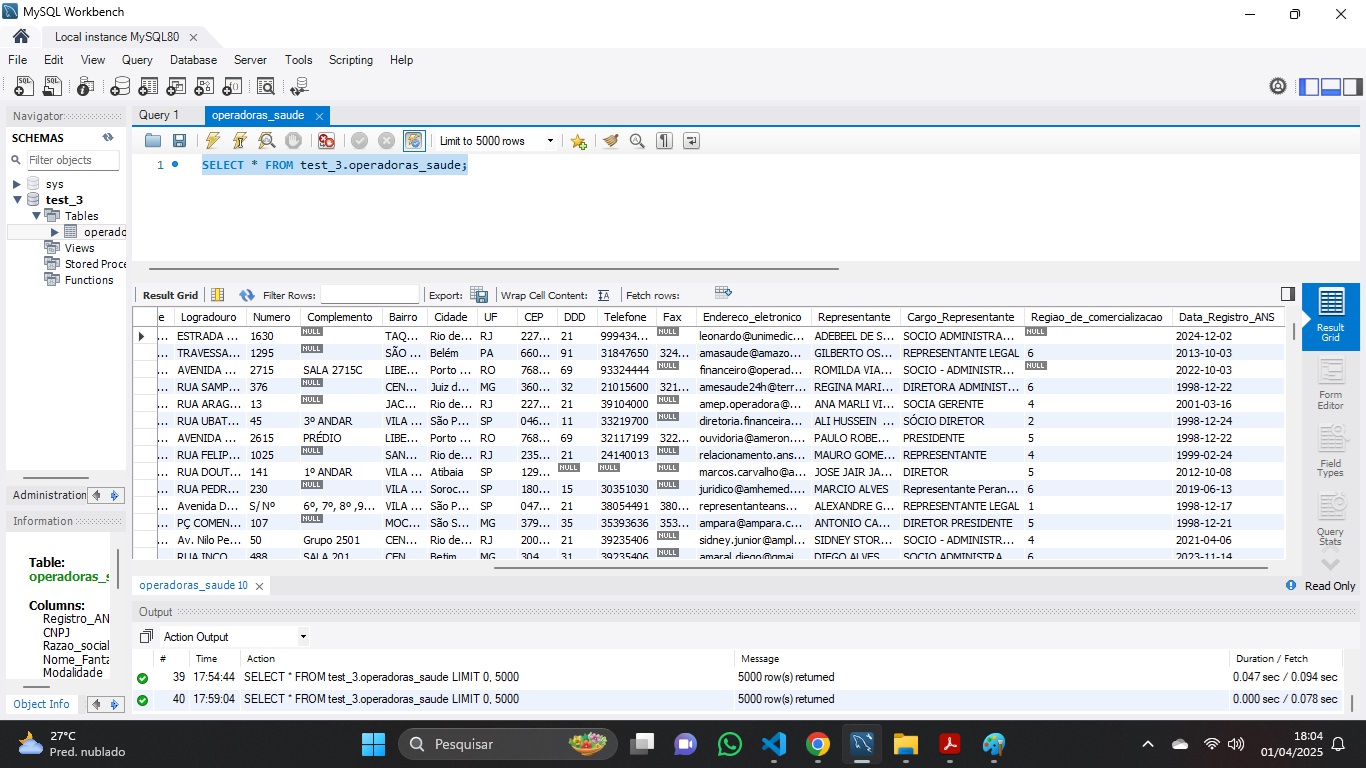 MySQL Workbench
Local instance MySQL80
File Edit View Query Database Server Tools Scripting Help
Navigator
SCHEMAS
Filter objects
sys
test_3
Tables
operado
Views
Stored Proce
Functions
Administration
Information
Table:
operadoras_s
Columns:
Registro_AN
CNPJ
Razao_social
Nome_Fanta
Modalidade
Object Info
Query 1 operadoras_saude
Limit to 5000 rows
1 SELECT * FROM test_3.operadoras_saude;
Result Grid Filter Rows: Export: Wrap Cell Content: Fetch rows:
e Logradouro Numero Complemento Bairro Cidade UF CEP DDD Telefone Fax Endereco_eletronico Representante Cargo_Representante Regiao_de_comercializacao Data_Registro_ANS
... ESTRADA ... 1630 NULL TAQ... Rio de... RJ 227... 21 999434... NULL leonardo@unimedic... ADEBEEL DE S... SOCIO ADMINISTRA... NULL 2024-12-02
... TRAVESSA... 1295 NULL SÃO ... Belém PA 660... 91 31847650 324... amasaude@amazo... GILBERTO OS... REPRESENTANTE LEGAL 6 2013-10-03
... AVENIDA ... 2715 SALA 2715C LIBE... Porto ... RO 768... 69 93324444 NULL financeiro@operad... ROMILDA VIA... SOCIO - ADMINISTR... NULL 2022-10-03
... RUA SAMP... 376 NULL CEN... Juiz d... MG 360... 32 21015600 321... amesaude24h@terr... REGINA MARI... DIRETORA ADMINIST... 6 1998-12-22
... RUA ARAG... 13 NULL JAC... Rio de... RJ 227... 21 39104000 NULL amep.operadora@... ANA MARLI VI... SOCIA GERENTE 4 2001-03-16
... RUA UBAT... 45 3º ANDAR VILA ... São P... SP 046... 11 33219700 NULL diretoria.financeira... ALI HUSSEIN ... SÓCIO DIRETOR 2 1998-12-24
... AVENIDA ... 2615 PRÉDIO LIBE... Porto ... RO 768... 69 32117199 322... ouvidoria@ameron.... PAULO ROBE... PRESIDENTE 5 1998-12-22
... RUA FELIP... 1025 NULL SAN... Rio de... RJ 235... 21 24140013 NULL relacionamento.ans... MAURO GOME... REPRESENTANTE 4 1999-02-24
... RUA DOUT... 141 1º ANDAR VILA ... Atibaia SP 129... NULL NULL NULL marcos.carvalho@a... JOSE JAIR JA... DIRETOR 5 2012-10-08
... RUA PEDR... 230 NULL VILA ... Soroc... SP 180... 15 30351030 NULL juridico@amhemed.... MARCIO ALVES Representante Peran... 6 2019-06-13
... Avenida D... S/ Nº 6º, 7º, 8º ,9... VILA ... São P... SP 047... 21 38054491 380... representanteans... ALEXANDRE G... REPRESENTANTE LEGAL 1 1998-12-17
... PÇ COMEN... 107 NULL MOC... São S... MG 379... 35 35393636 353... ampara@ampara.c... ANTONIO CA... DIRETOR PRESIDENTE 5 1998-12-21
... Av. Nilo Pe... 50 Grupo 2501 CEN... Rio de... RJ 200... 21 39235406 NULL sidney.junior@ampl... SIDNEY STOR... SOCIO - ADMINISTR... 4 2021-04-06
RUA INCO 488 SALA 201 CEN Betim MG 304 31 39235406 NULL amaral.diego@gmai DIEGO ALVES SOCIO ADMINISTRA 6 2023-11-14
Result Grid
Form Editor
Field Types
Query Stats
operadoras_saude 10
Read Only
Output
Action Output
# Time Action Message Duration / Fetch
39 17:54:44 SELECT * FROM test_3.operadoras_saude LIMIT 0, 5000 5000 row(s) returned 0.047 sec / 0.094 sec
40 17:59:04 SELECT * FROM test_3.operadoras_saude LIMIT 0, 5000 5000 row(s) returned 0.000 sec / 0.078 sec
27°C
Pred. nublado
Pesquisar
18:04
01/04/2025